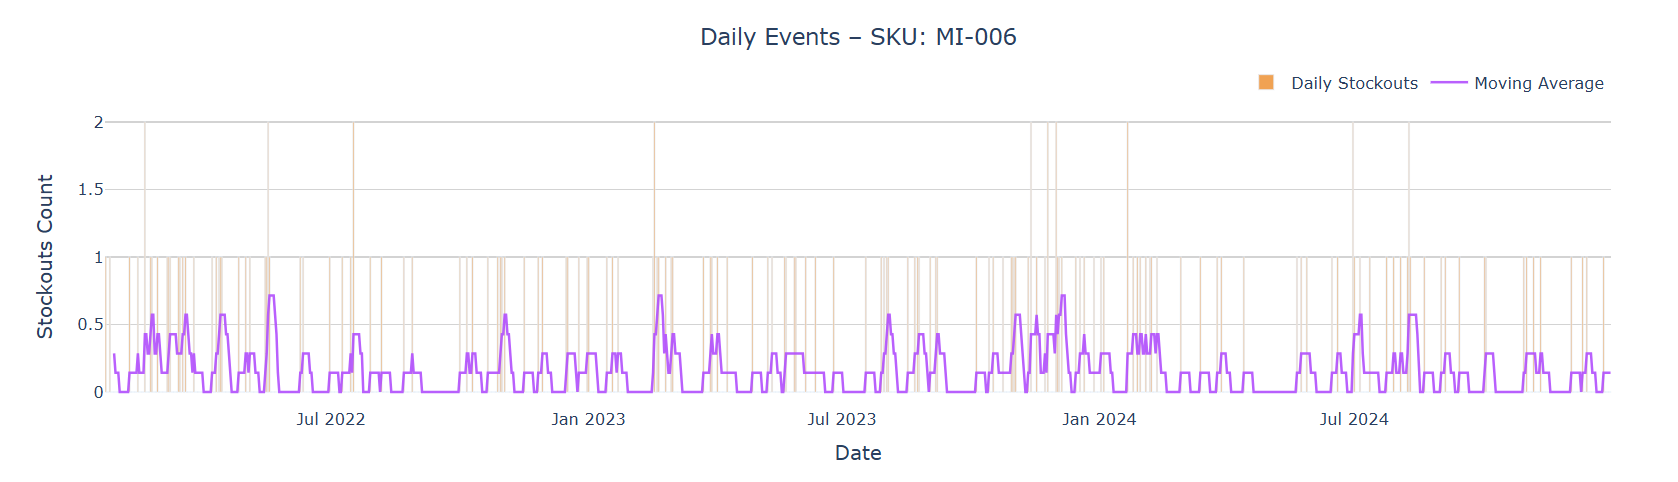 Daily Events – SKU: MI-006
Daily Stockouts
Moving Average
Stockouts Count
2
1.5
1
0.5
0
Jul 2022
Jan 2023
Jul 2023
Jan 2024
Jul 2024
Date